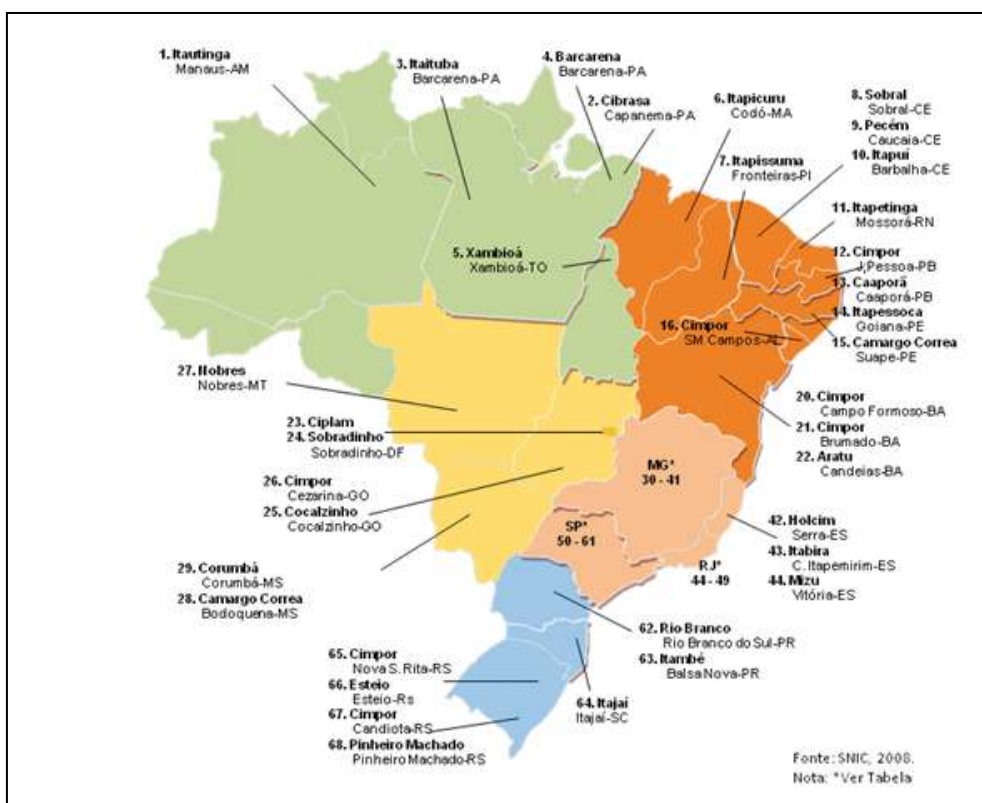 1. Itautinga
Manaus-AM
3. Itaituba
Barcarena-PA
4. Barcarena
Barcarena-PA
2. Cibrasa
Capanema-PA
6. Itapicuru
Codó-MA
7. Itapissuma
Fronteiras-PI
8. Sobral
Sobral-CE
9. Pecém
Caucaia-CE
10. Itapuí
Barbalha-CE
11. Itapetinga
Mossorá-RN
12. Cimpor
J,Pessoa-PB
13. Caaporã
Caaporá-PB
14. Itapessoca
Goiana-PE
15. Camargo Correa
Suape-PE
5. Xambioá
Xambioá-TO
16. Cimpor
SM. Campos-AL
27. Nobres
Nobres-MT
23. Ciplam
24. Sobradinho
Sobradinho-DF
20. Cimpor
Campo Formoso-BA
21. Cimpor
Brumado-BA
22. Aratu
Candeias-BA
26. Cimpor
Cezarina-GO
25. Cocalzinho
Cocalzinho-GO
MG*
30 - 41
SP*
50 - 61
RJ*
44 - 49
42. Holcim
Serra-ES
43. Itabira
C. Itapemirim-ES
44. Mizu
Vitória-ES
29. Corumbá
Corumbá-MS
28. Camargo Correa
Bodoquena-MS
62. Rio Branco
Rio Branco do Sul-PR
63. Itambé
Balsa Nova-PR
65. Cimpor
Nova S. Rita-RS
66. Esteio
Esteio-Rs
67. Cimpor
Candiota-RS
68. Pinheiro Machado
Pinheiro Machado-RS
64. Itajaí
Itajaí-SC
Fonte: SNIC, 2008.
Nota: *Ver Tabela